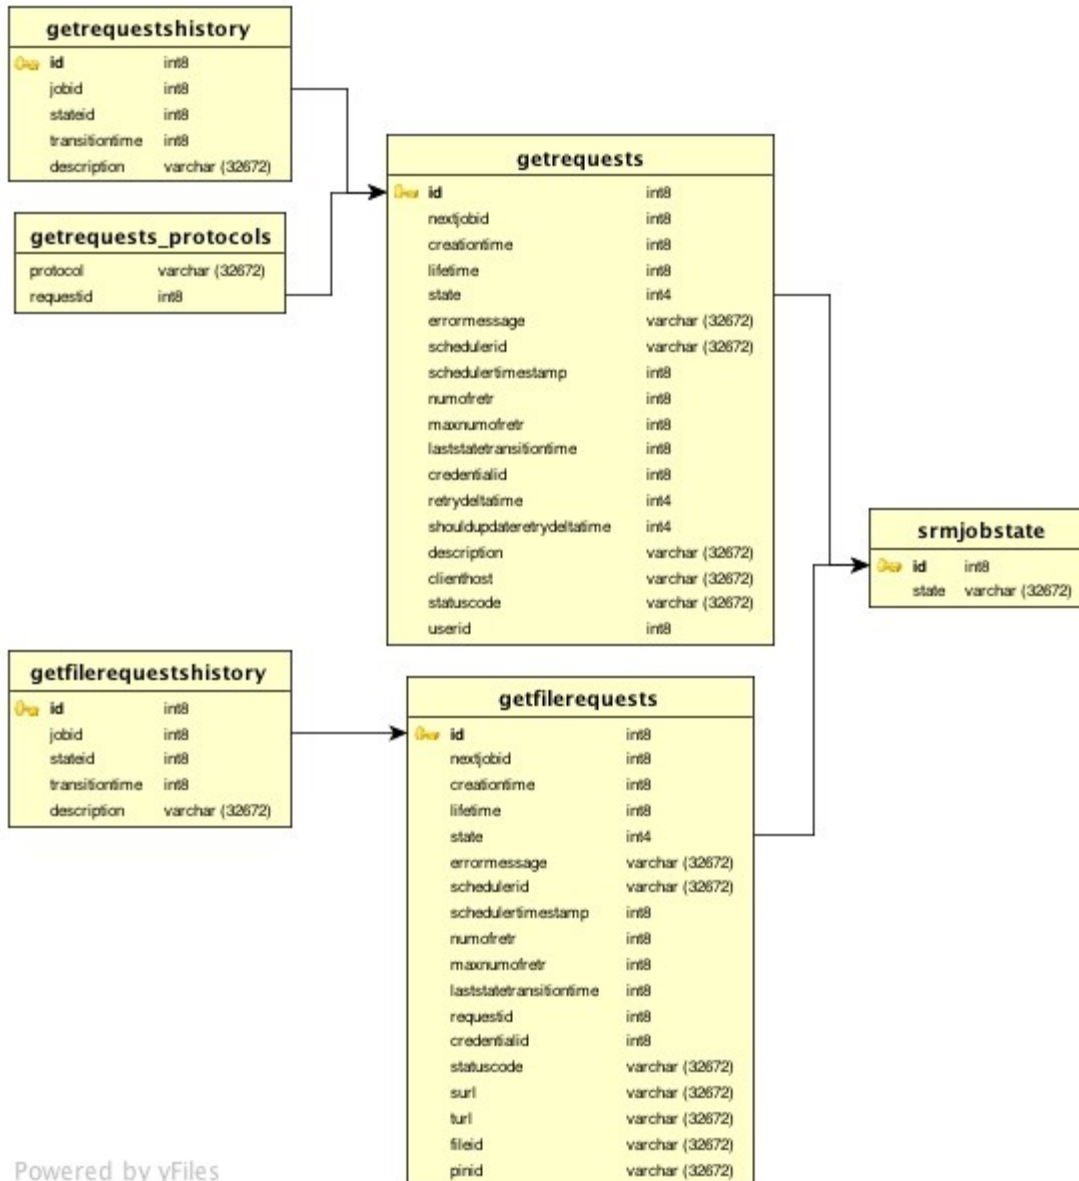 getrequestshistory
id int8
jobid int8
stateid int8
transitiontime int8
description varchar (32672)
getrequests_protocols
protocol varchar (32672)
requestid int8
getrequests
id int8
nextjobid int8
creationtime int8
lifetime int8
state int4
errormessage varchar (32672)
schedulerid varchar (32672)
schedulertimestamp int8
numofretr int8
maxnumofretr int8
laststatetransitiontime int8
credentialid int8
retrydeltatime int4
shouldupdateretrydeltatime int4
description varchar (32672)
clienthost varchar (32672)
statuscode varchar (32672)
userid int8
srmjobstate
id int8
state varchar (32672)
getfilerequestshistory
id int8
jobid int8
stateid int8
transitiontime int8
description varchar (32672)
getfilerequests
id int8
nextjobid int8
creationtime int8
lifetime int8
state int4
errormessage varchar (32672)
schedulerid varchar (32672)
schedulertimestamp int8
numofretr int8
maxnumofretr int8
laststatetransitiontime int8
requestid int8
credentialid int8
statuscode varchar (32672)
surl varchar (32672)
turl varchar (32672)
fileid varchar (32672)
pinid varchar (32672)
Powered by yFiles